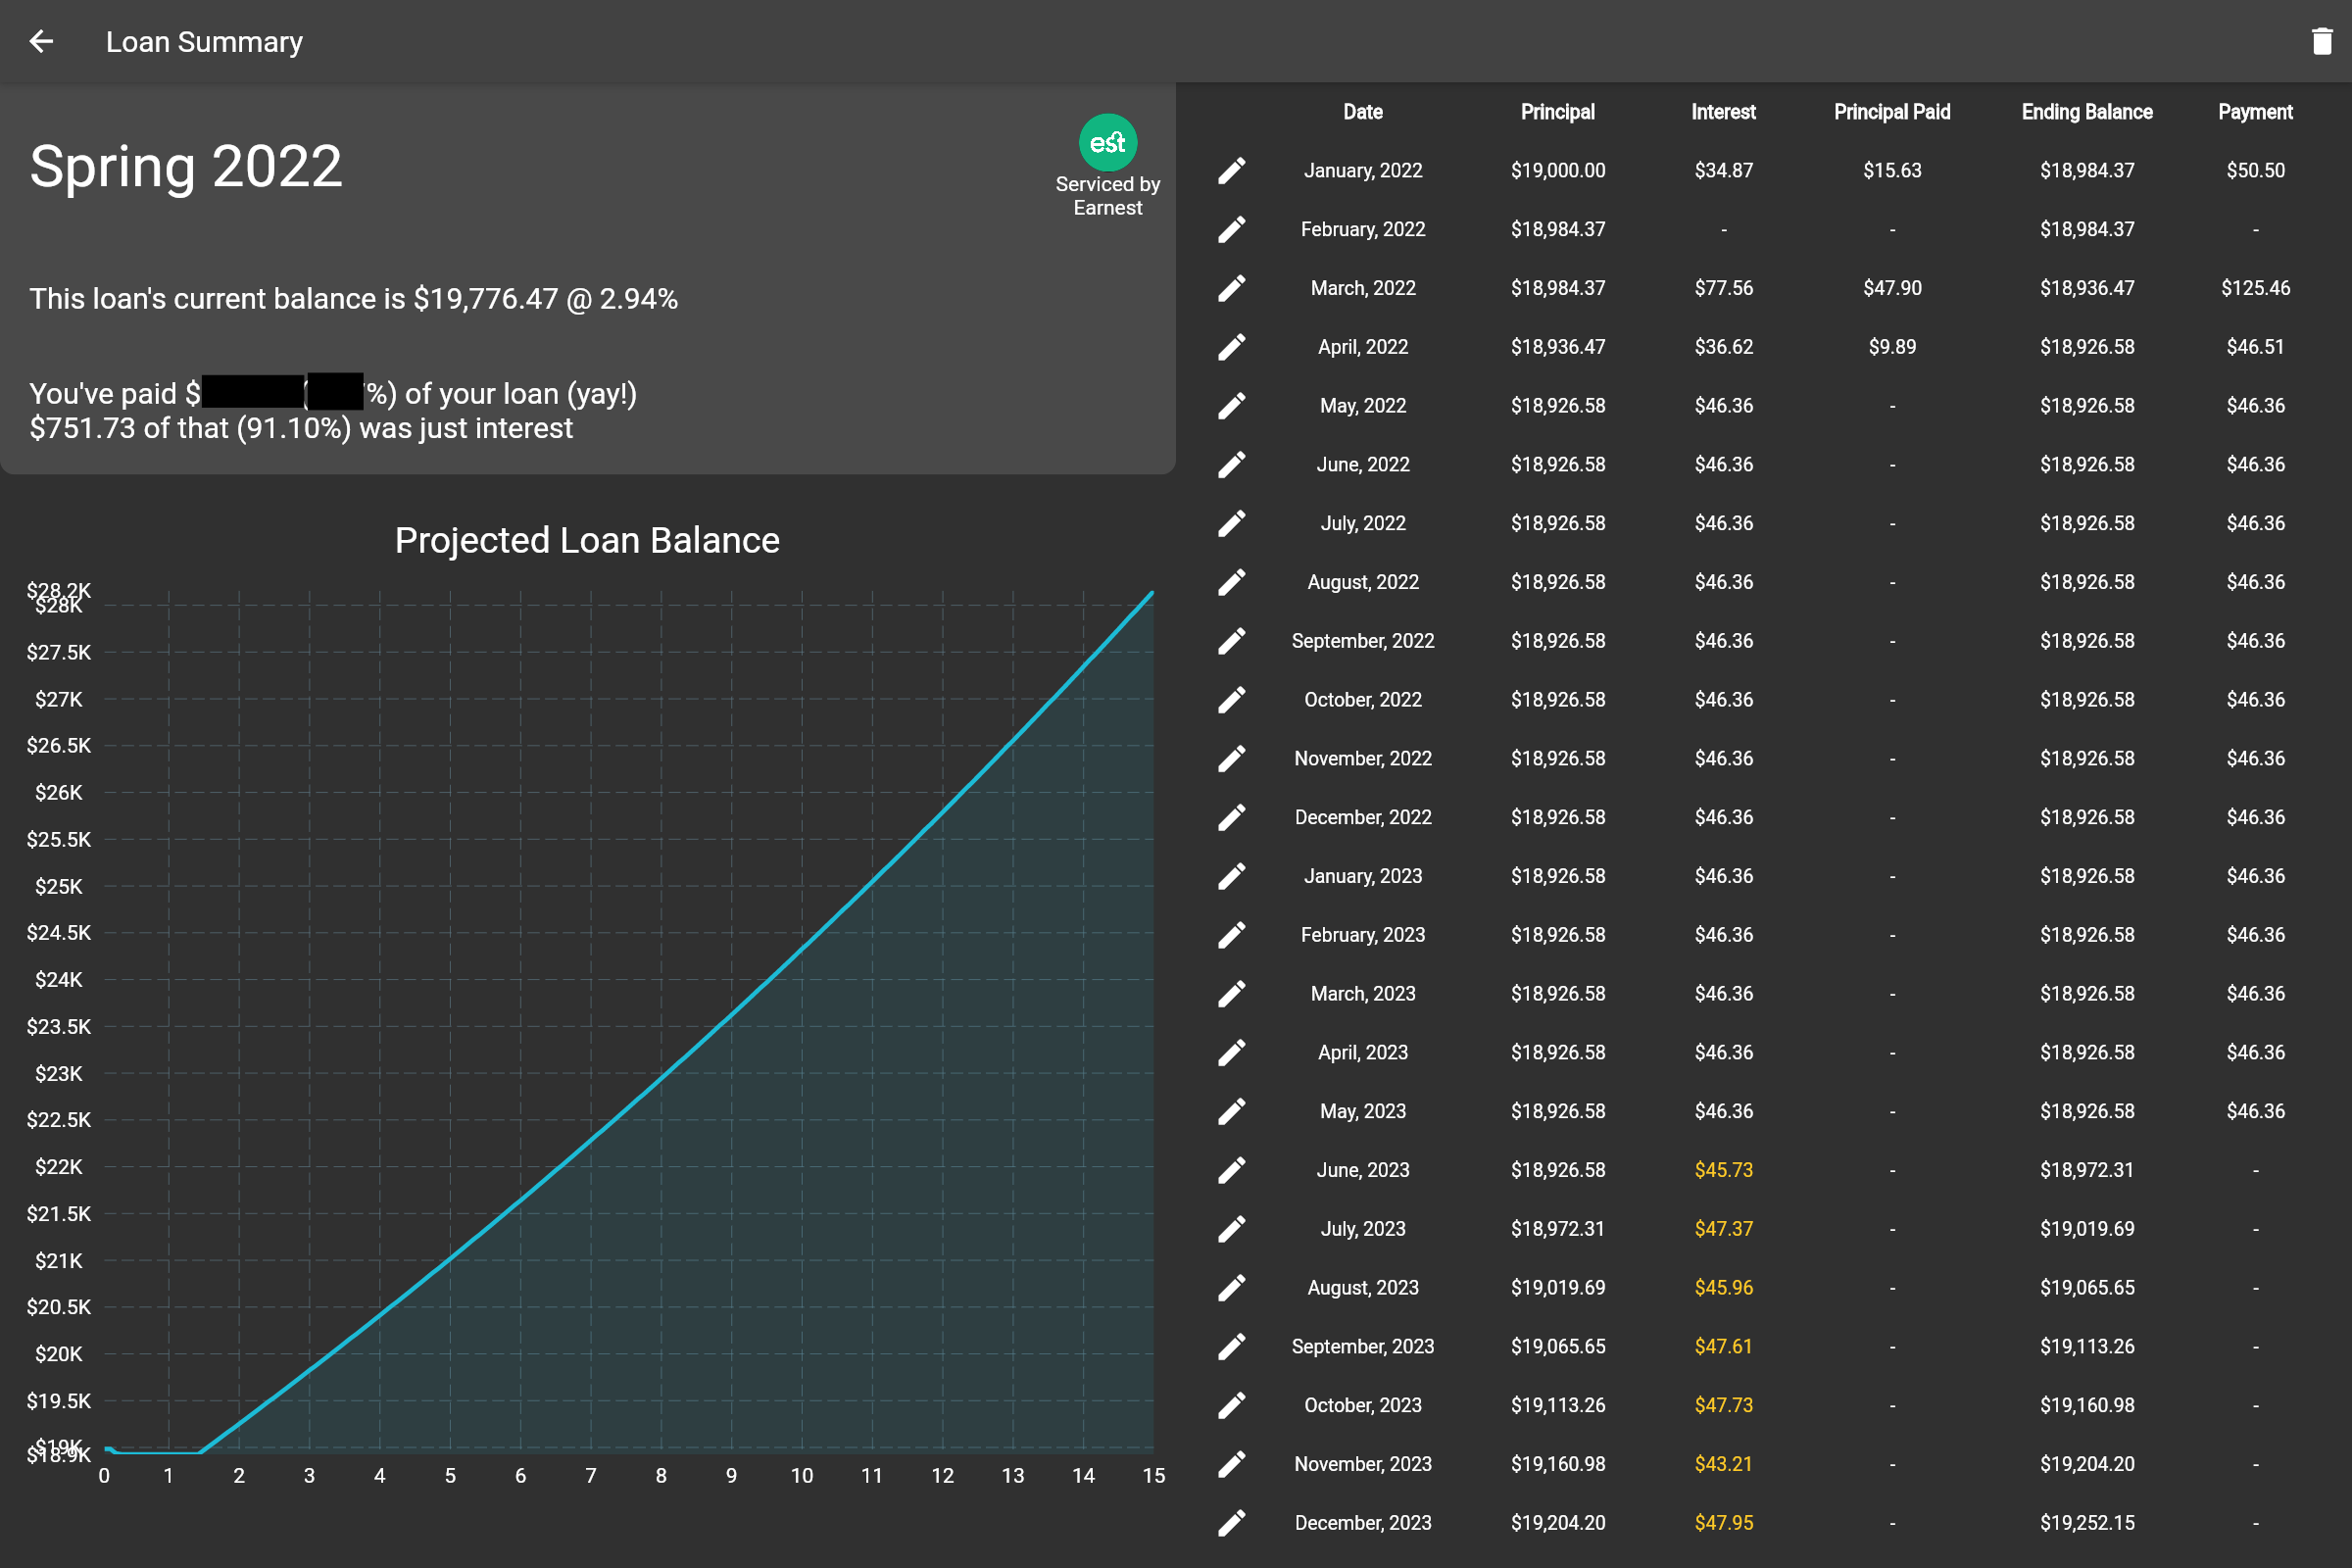 Loan Summary
Spring 2022
est
Serviced by
Earnest
This loan's current balance is $19,776.47 @ 2.94%
You've paid $ ( %) of your loan (yay!)
$751.73 of that (91.10%) was just interest
Projected Loan Balance
$28.2K
$28K
$27.5K
$27K
$26.5K
$26K
$25.5K
$25K
$24.5K
$24K
$23.5K
$23K
$22.5K
$22K
$21.5K
$21K
$20.5K
$20K
$19.5K
$19K
$18.9K
0 1 2 3 4 5 6 7 8 9 10 11 12 13 14 15
Date Principal Interest Principal Paid Ending Balance Payment
January, 2022 $19,000.00 $34.87 $15.63 $18,984.37 $50.50
February, 2022 $18,984.37 - - $18,984.37 -
March, 2022 $18,984.37 $77.56 $47.90 $18,936.47 $125.46
April, 2022 $18,936.47 $36.62 $9.89 $18,926.58 $46.51
May, 2022 $18,926.58 $46.36 - $18,926.58 $46.36
June, 2022 $18,926.58 $46.36 - $18,926.58 $46.36
July, 2022 $18,926.58 $46.36 - $18,926.58 $46.36
August, 2022 $18,926.58 $46.36 - $18,926.58 $46.36
September, 2022 $18,926.58 $46.36 - $18,926.58 $46.36
October, 2022 $18,926.58 $46.36 - $18,926.58 $46.36
November, 2022 $18,926.58 $46.36 - $18,926.58 $46.36
December, 2022 $18,926.58 $46.36 - $18,926.58 $46.36
January, 2023 $18,926.58 $46.36 - $18,926.58 $46.36
February, 2023 $18,926.58 $46.36 - $18,926.58 $46.36
March, 2023 $18,926.58 $46.36 - $18,926.58 $46.36
April, 2023 $18,926.58 $46.36 - $18,926.58 $46.36
May, 2023 $18,926.58 $46.36 - $18,926.58 $46.36
June, 2023 $18,926.58 $45.73 - $18,972.31 -
July, 2023 $18,972.31 $47.37 - $19,019.69 -
August, 2023 $19,019.69 $45.96 - $19,065.65 -
September, 2023 $19,065.65 $47.61 - $19,113.26 -
October, 2023 $19,113.26 $47.73 - $19,160.98 -
November, 2023 $19,160.98 $43.21 - $19,204.20 -
December, 2023 $19,204.20 $47.95 - $19,252.15 -